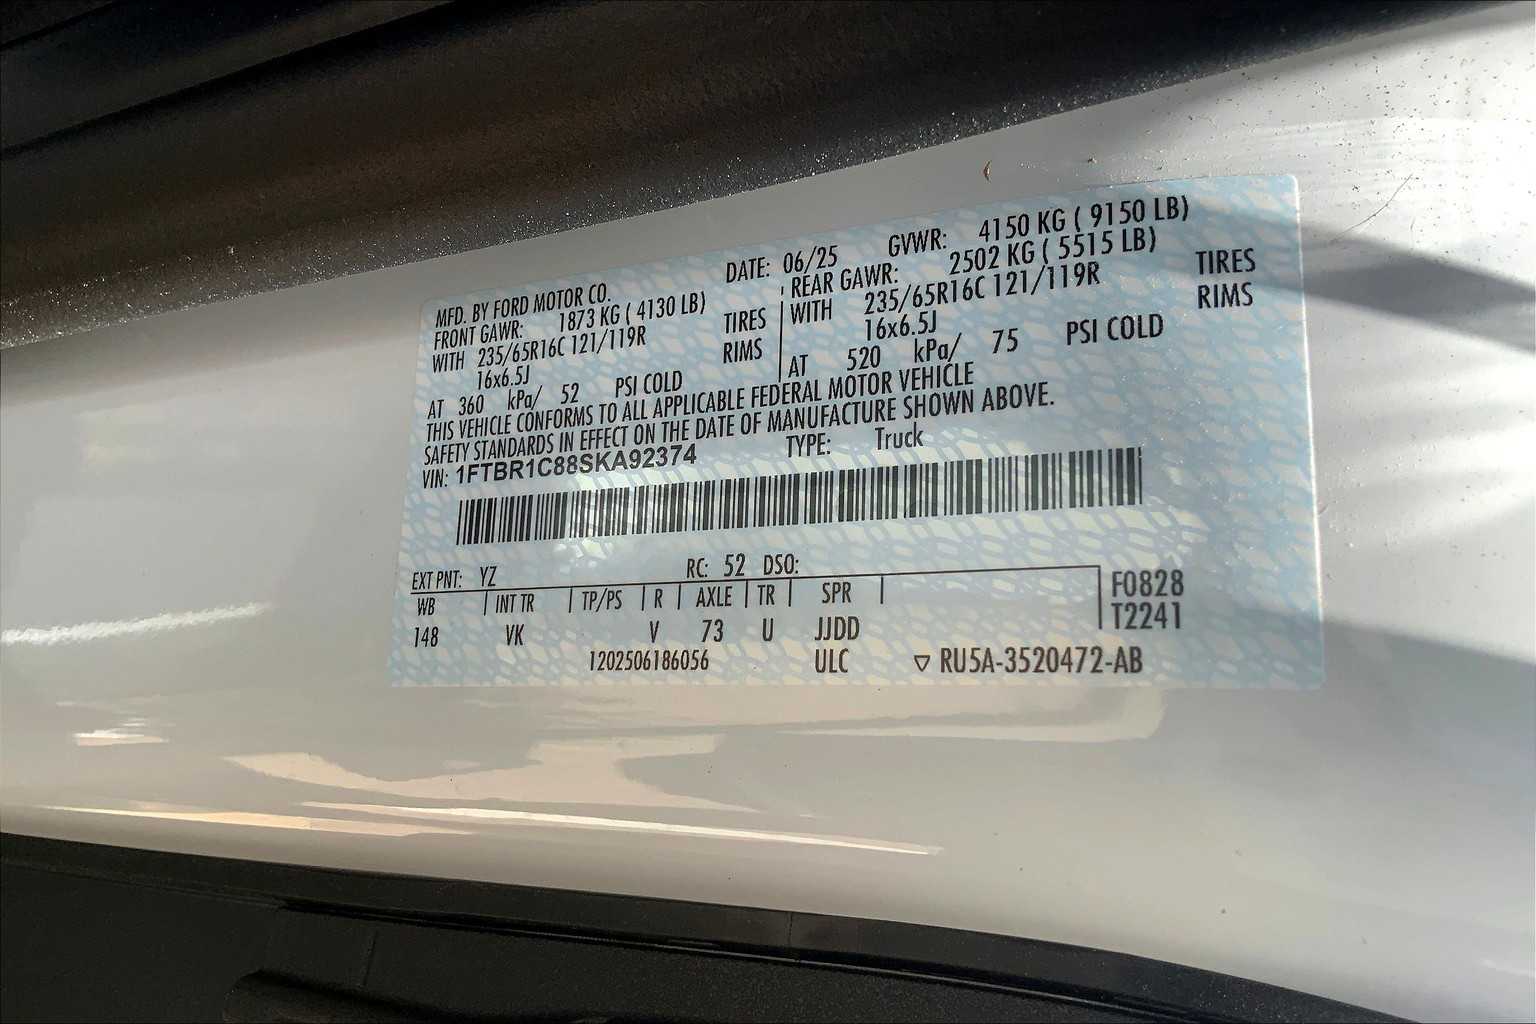 MFD. BY FORD MOTOR CO.
DATE: 06/25 GVWR: 4150 KG ( 9150 LB)
FRONT GAWR: 1873 KG ( 4130 LB)
WITH 235/65R16C 121/119R TIRES
16x6.5J RIMS
AT 360 kPa/ 52 PSI COLD
REAR GAWR: 2502 KG ( 5515 LB)
WITH 235/65R16C 121/119R TIRES
16x6.5J RIMS
AT 520 kPa/ 75 PSI COLD
THIS VEHICLE CONFORMS TO ALL APPLICABLE FEDERAL MOTOR VEHICLE
SAFETY STANDARDS IN EFFECT ON THE DATE OF MANUFACTURE SHOWN ABOVE.
VIN: 1FTBR1C88SKA92374 TYPE: Truck
EXT PNT: YZ RC: 52 DSO:
WB | INT TR | TP/PS | R | AXLE | TR | SPR | F0828
148 VK V 73 U JJDD T2241
1202506186056 ULC ▽ RU5A-3520472-AB